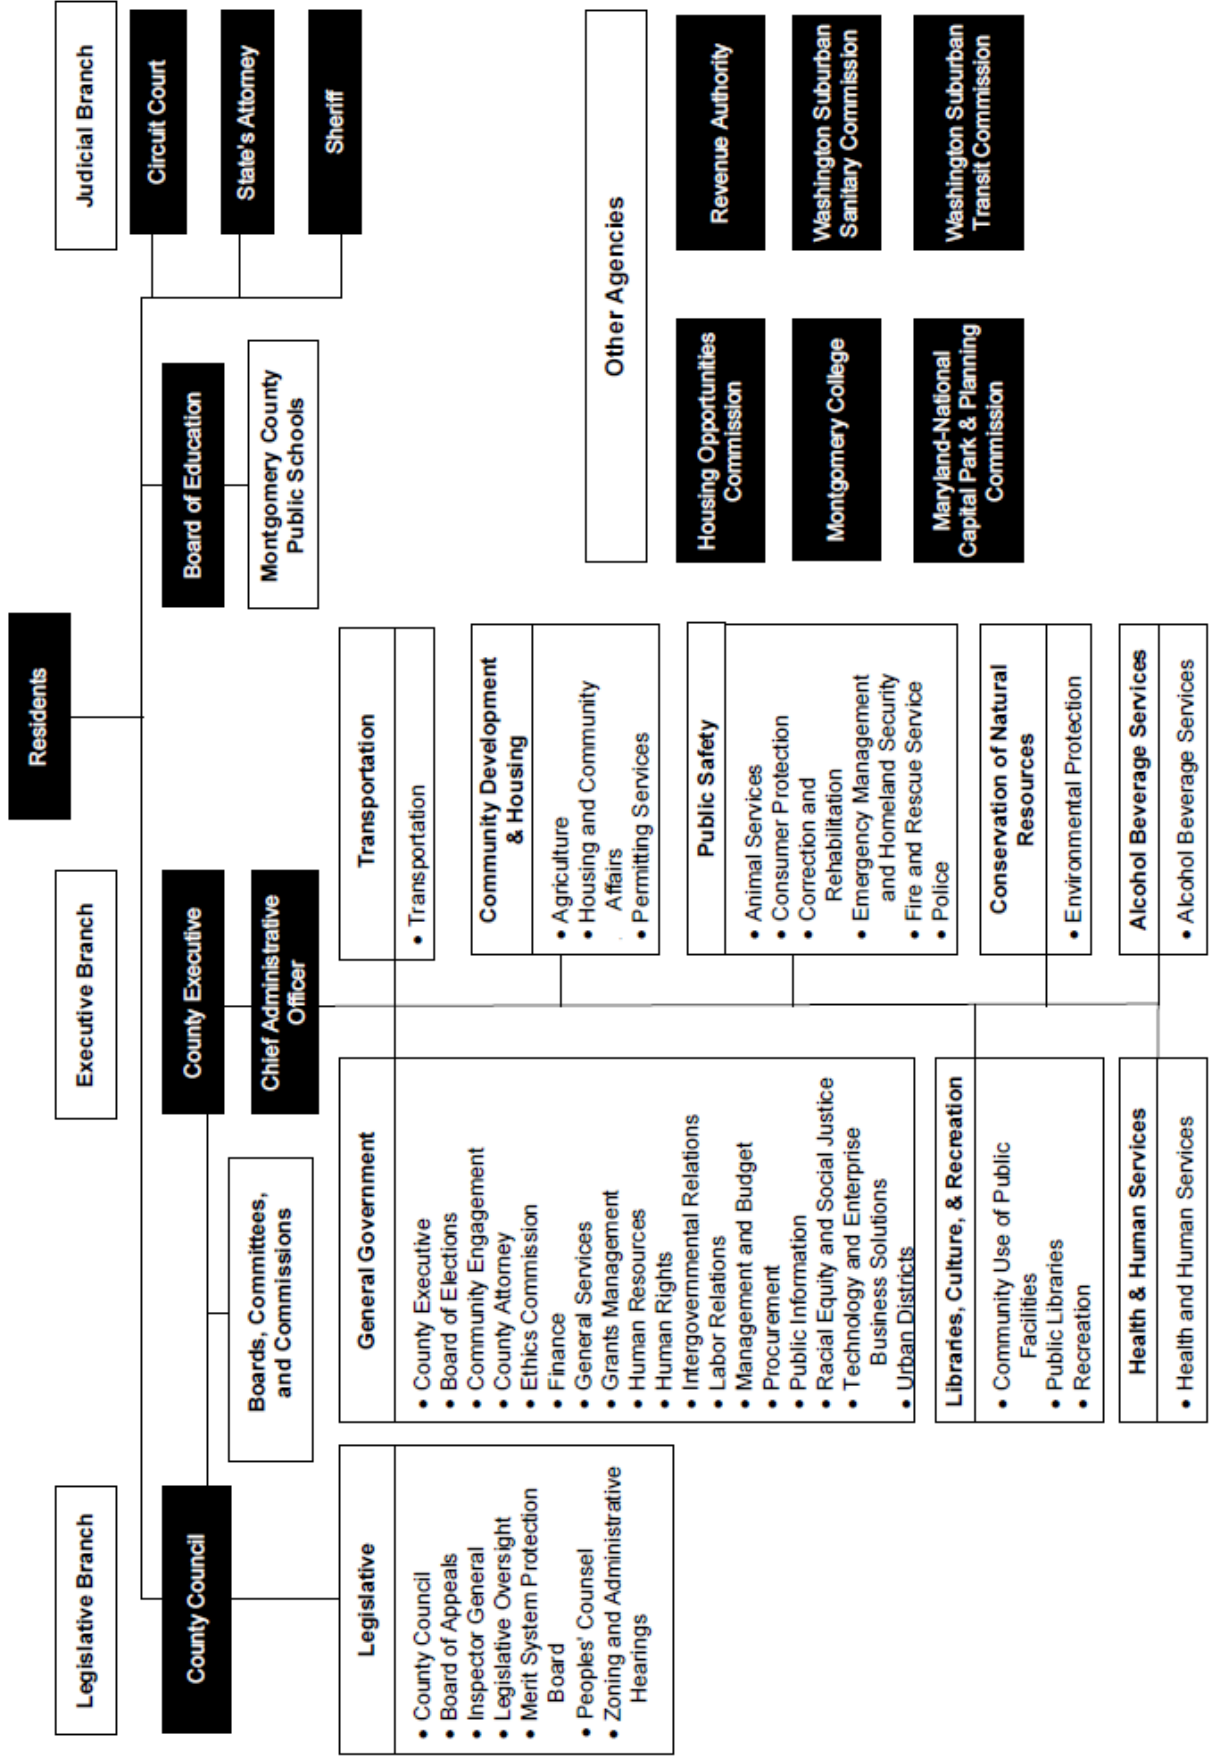 Residents
Legislative Branch
Executive Branch
Judicial Branch
County Council
County Executive
Board of Education
Circuit Court
State's Attorney
Sheriff
Boards, Committees,
and Commissions
Chief Administrative
Officer
Montgomery County
Public Schools
Legislative
• County Council
• Board of Appeals
• Inspector General
• Legislative Oversight
• Merit System Protection
Board
• Peoples' Counsel
• Zoning and Administrative
Hearings
General Government
• County Executive
• Board of Elections
• Community Engagement
• County Attorney
• Ethics Commission
• Finance
• General Services
• Grants Management
• Human Resources
• Human Rights
• Intergovernmental Relations
• Labor Relations
• Management and Budget
• Procurement
• Public Information
• Racial Equity and Social Justice
• Technology and Enterprise
Business Solutions
• Urban Districts
Libraries, Culture, & Recreation
• Community Use of Public
Facilities
• Public Libraries
• Recreation
Health & Human Services
• Health and Human Services
Transportation
• Transportation
Community Development
& Housing
• Agriculture
• Housing and Community
Affairs
• Permitting Services
Public Safety
• Animal Services
• Consumer Protection
• Correction and
Rehabilitation
• Emergency Management
and Homeland Security
• Fire and Rescue Service
• Police
Conservation of Natural
Resources
• Environmental Protection
Alcohol Beverage Services
• Alcohol Beverage Services
Other Agencies
Housing Opportunities
Commission
Revenue Authority
Montgomery College
Washington Suburban
Sanitary Commission
Maryland-National
Capital Park & Planning
Commission
Washington Suburban
Transit Commission